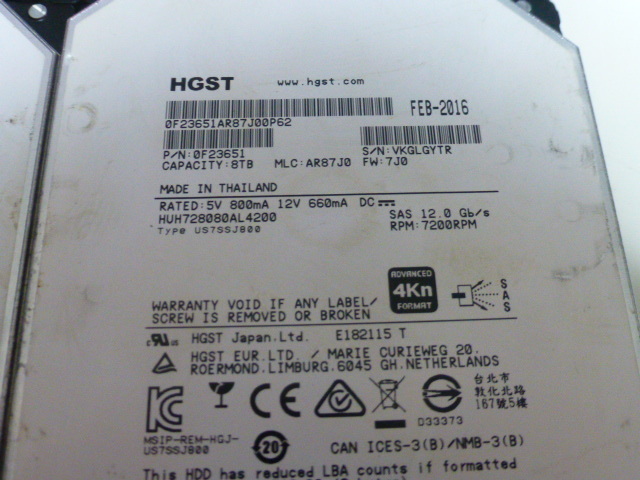 HGST www.hgst.com
FEB-2016
0F23651AR87J00P62
P/N:0F23651 S/N:VKGLGYTR
CAPACITY:8TB MLC:AR87J0 FW:7J0
MADE IN THAILAND
RATED:5V 800mA 12V 660mA DC
HUH728080AL4200 SAS 12.0 Gb/s
Type US7SSJ800 RPM:7200RPM
ADVANCED
4Kn
FORMAT
SAS
WARRANTY VOID IF ANY LABEL/
SCREW IS REMOVED OR BROKEN
HGST Japan.Ltd. E182115 T
HGST EUR.LTD. / MARIE CURIEWEG 20.
ROERMOND.LIMBURG.6045 GH.NETHERLANDS
台北市
敦化北路
167號5樓
D33373
MSIP-REM-HGJ-
US7SSJ800
20
CAN ICES-3(B)/NMB-3(B)
This HDD has reduced LBA counts if formatted